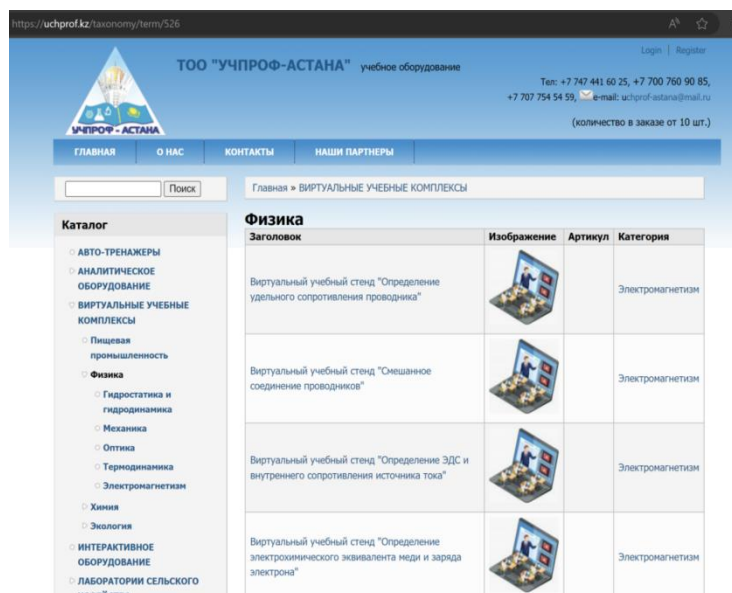 https://uchprof.kz/taxonomy/term/526
Login | Register
ТОО "УЧПРОФ-АСТАНА" учебное оборудование
Тел: +7 747 441 60 25, +7 700 760 90 85,
+7 707 754 54 59, e-mail: uchprof-astana@mail.ru
УЧПРОФ - АСТАНА
(количество в заказе от 10 шт.)
ГЛАВНАЯ О НАС КОНТАКТЫ НАШИ ПАРТНЕРЫ
Поиск
Каталог
АВТО-ТРЕНАЖЕРЫ
АНАЛИТИЧЕСКОЕ
ОБОРУДОВАНИЕ
ВИРТУАЛЬНЫЕ УЧЕБНЫЕ
КОМПЛЕКСЫ
Пищевая
промышленность
Физика
Гидростатика и
гидродинамика
Механика
Оптика
Термодинамика
Электромагнетизм
Химия
Экология
ИНТЕРАКТИВНОЕ
ОБОРУДОВАНИЕ
ЛАБОРАТОРИИ СЕЛЬСКОГО
Главная » ВИРТУАЛЬНЫЕ УЧЕБНЫЕ КОМПЛЕКСЫ
Физика
Заголовок Изображение Артикул Категория
Виртуальный учебный стенд "Определение
удельного сопротивления проводника"
Электромагнетизм
Виртуальный учебный стенд "Смешанное
соединение проводников"
Электромагнетизм
Виртуальный учебный стенд "Определение ЭДС и
внутреннего сопротивления источника тока"
Электромагнетизм
Виртуальный учебный стенд "Определение
электрохимического эквивалента меди и заряда
электрона"
Электромагнетизм